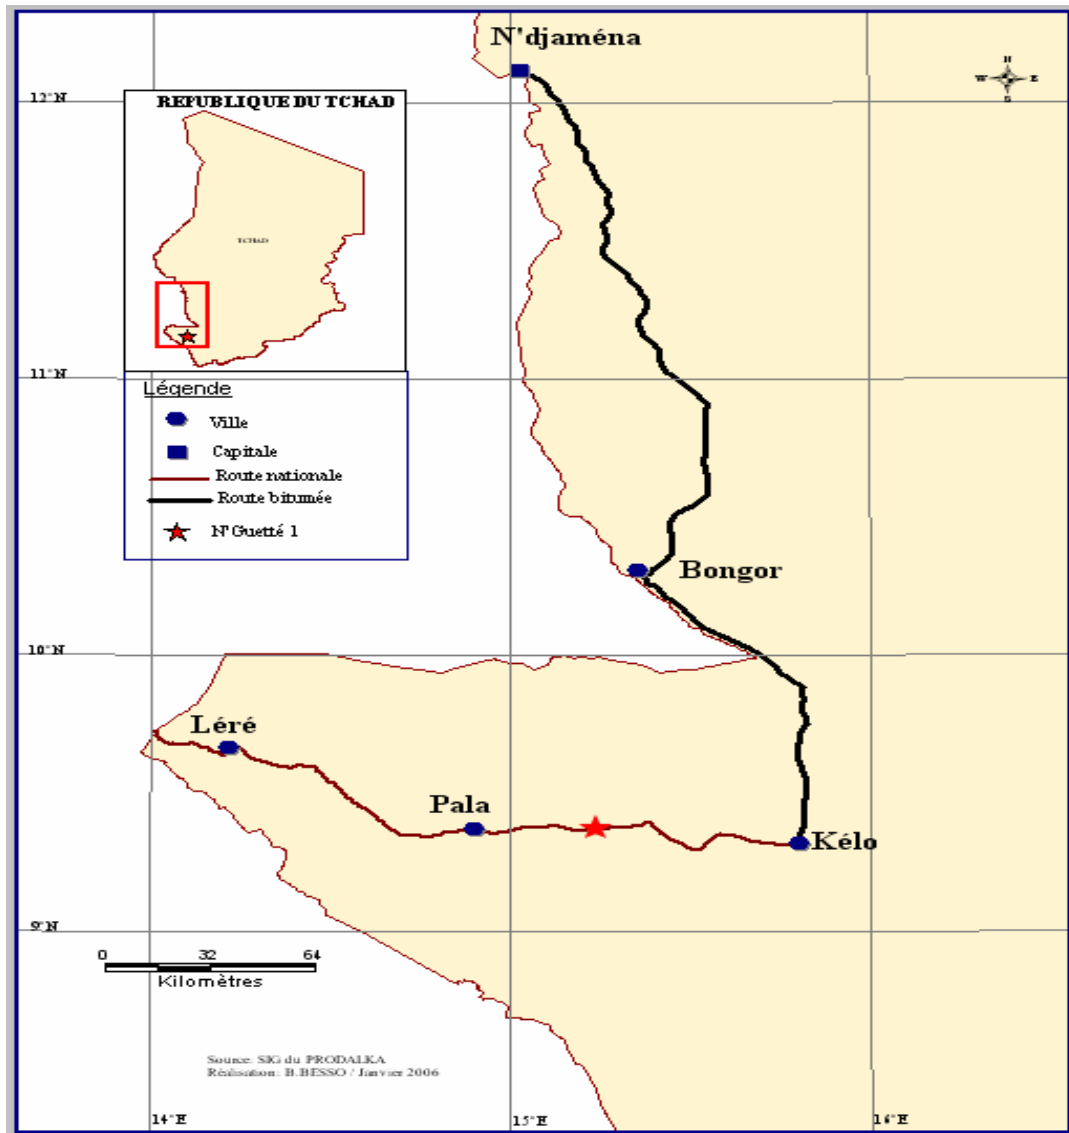 N'djaména
N
W E
S
12°N
REPUBLIQUE DU TCHAD
TCHAD
11°N
Légende
Ville
Capitale
Route nationale
Route bitumée
N'Guetté 1
Bongor
10°N
Léré
Pala
Kélo
9°N
0 32 64
Kilomètres
Source: SIG du PRODALKA
Réalisation: B.BESSO / Janvier 2006
14°E 15°E 16°E